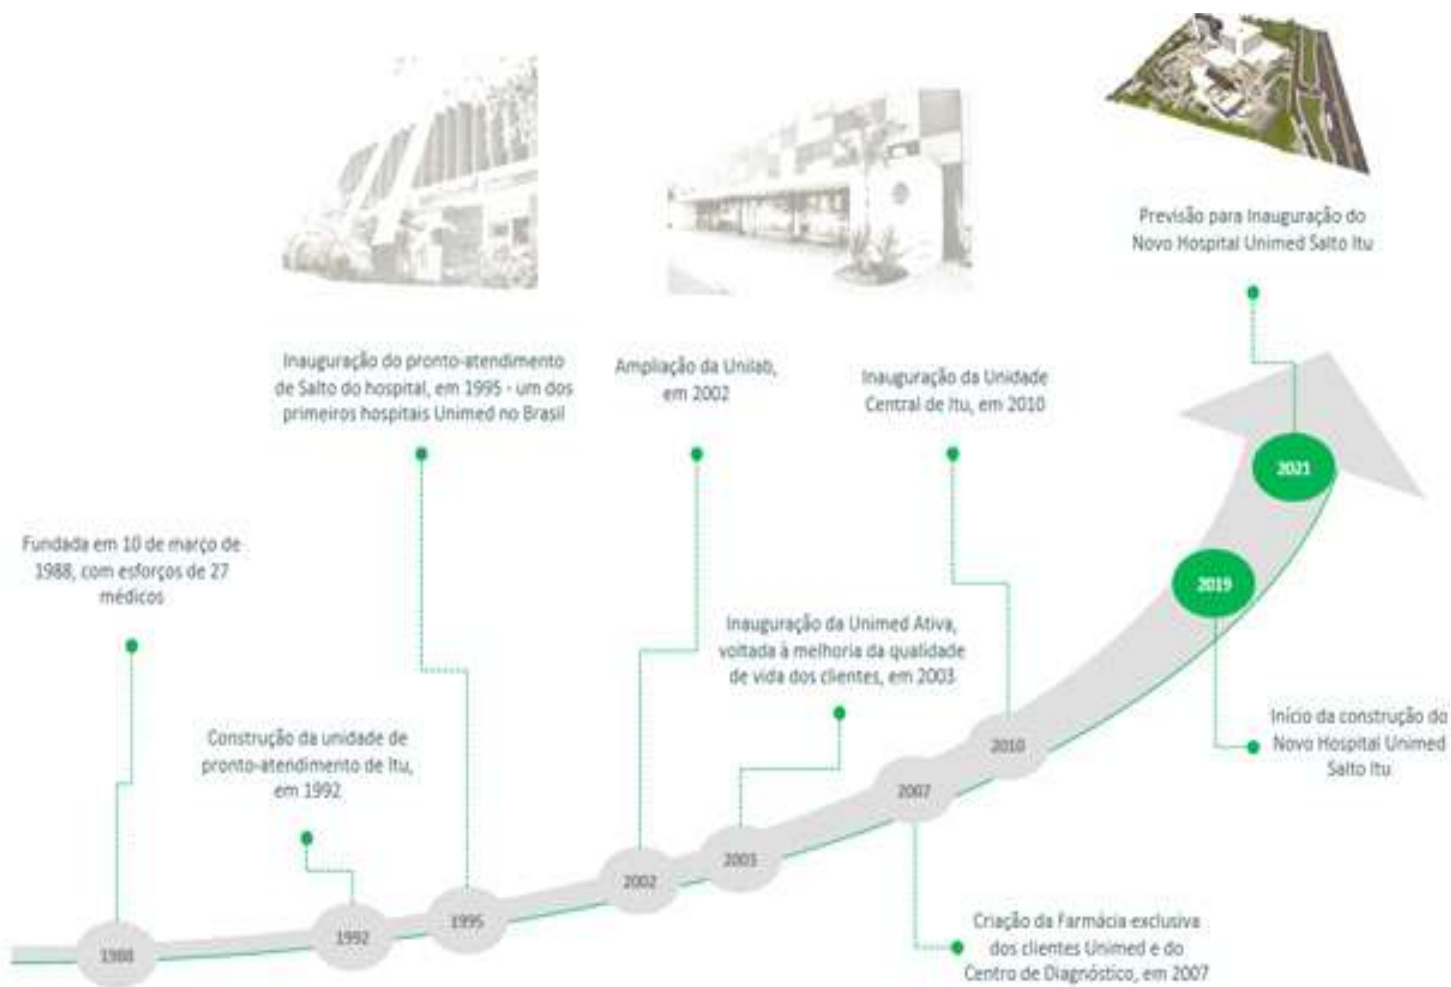 Previsão para Inauguração do
Novo Hospital Unimed Salto Itu
Inauguração do pronto-atendimento
de Salto do hospital, em 1995 - um dos
primeiros hospitais Unimed no Brasil
Ampliação da Unilab,
em 2002
Inauguração da Unidade
Central de Itu, em 2010
2021
Fundada em 10 de março de
1988, com esforços de 27
médicos
2019
Inauguração da Unimed Ativa,
voltada à melhoria da qualidade
de vida dos clientes, em 2003
Início da construção do
Novo Hospital Unimed
Salto Itu
Construção da unidade de
pronto-atendimento de Itu,
em 1992
2010
2007
2003
2002
1995
1992
1988
Criação da Farmácia exclusiva
dos clientes Unimed e do
Centro de Diagnóstico, em 2007